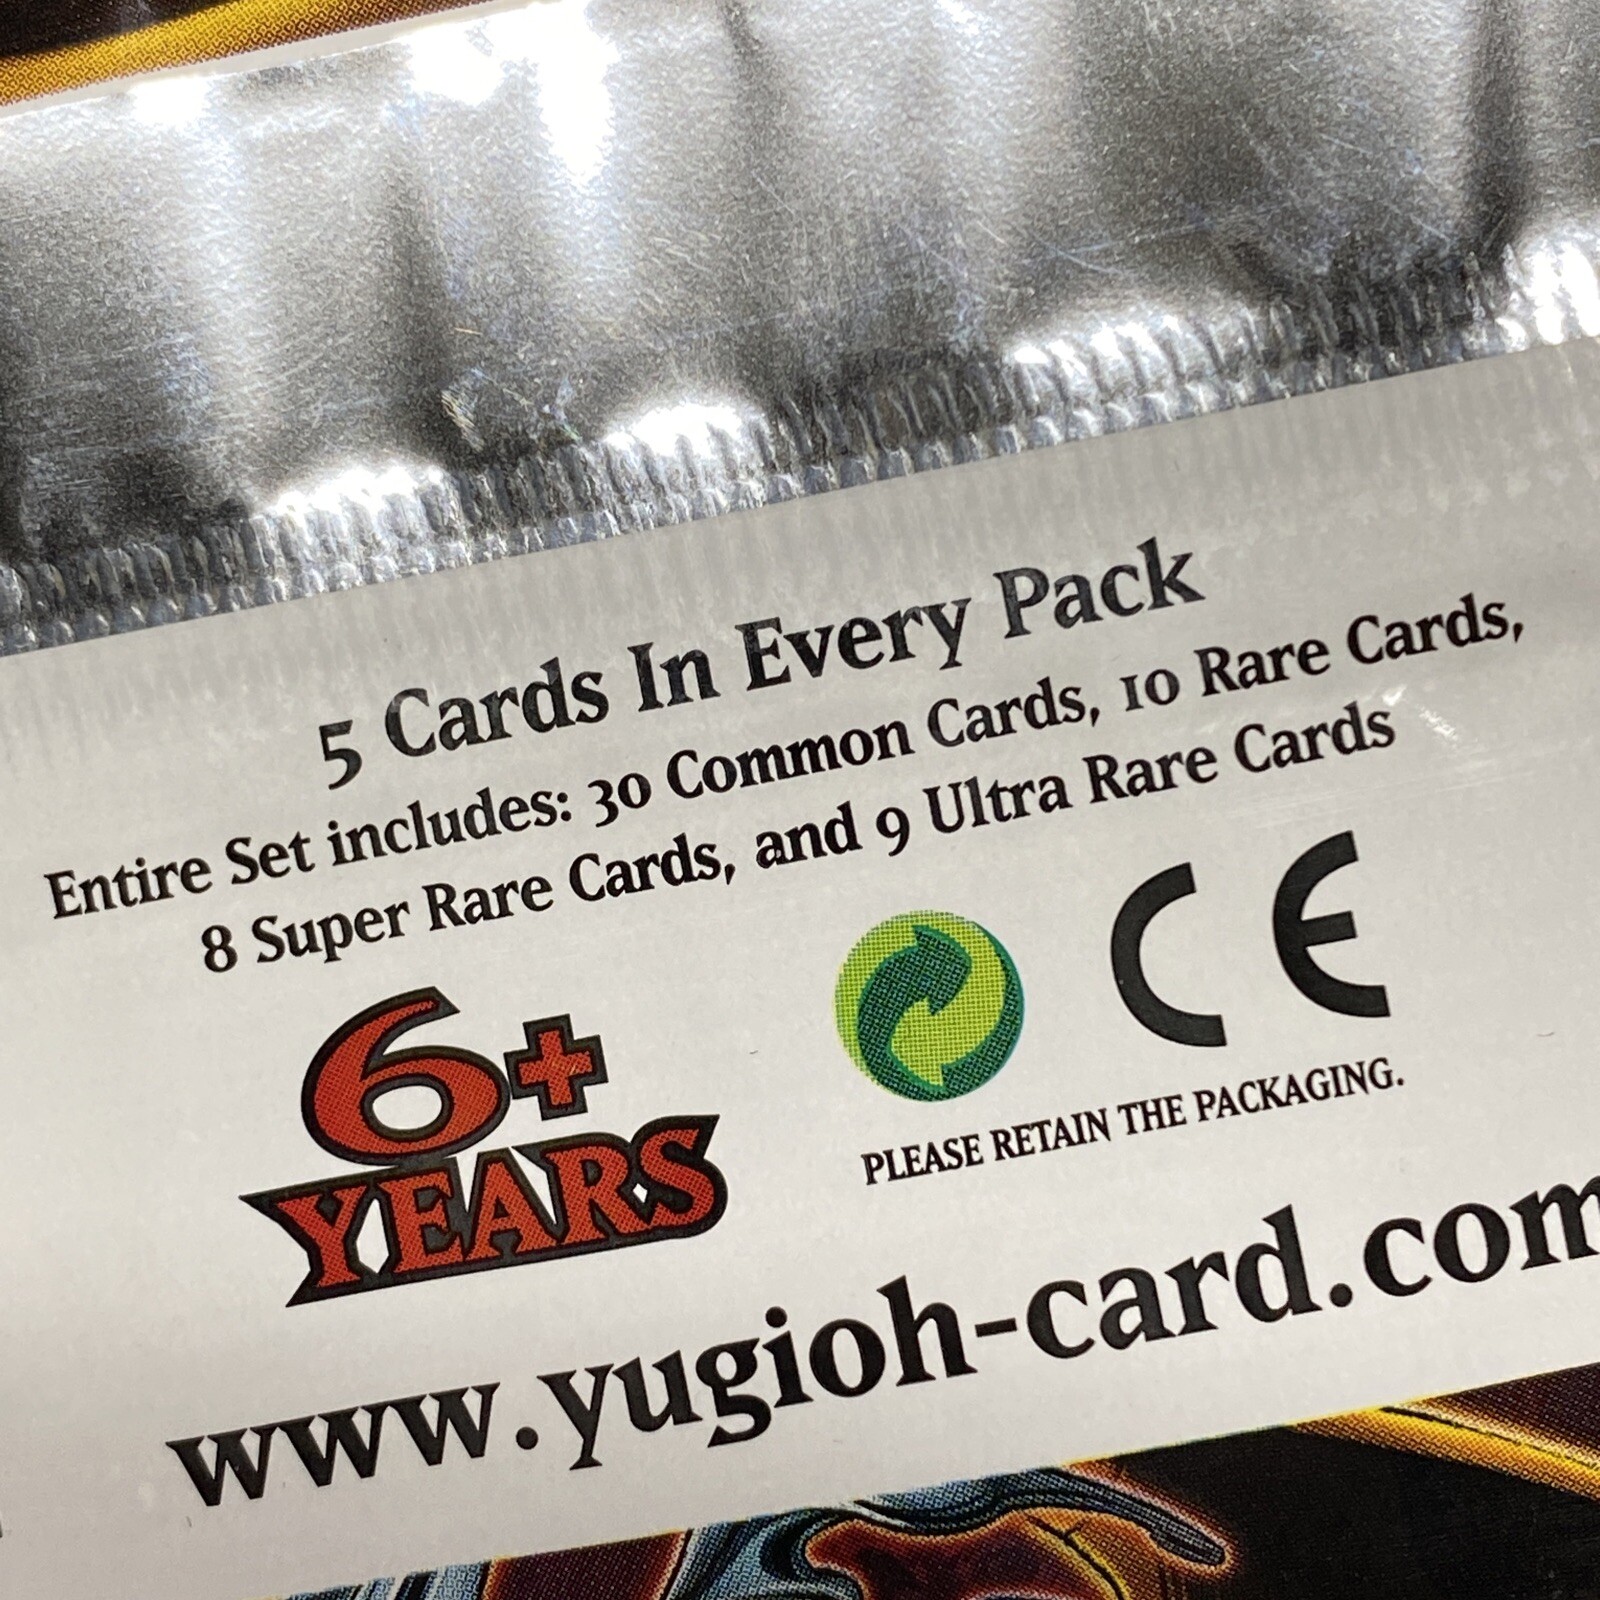 5 Cards In Every Pack
Entire Set includes: 30 Common Cards, 10 Rare Cards,
8 Super Rare Cards, and 9 Ultra Rare Cards
6+
YEARS
CE
PLEASE RETAIN THE PACKAGING.
www.yugioh-card.com